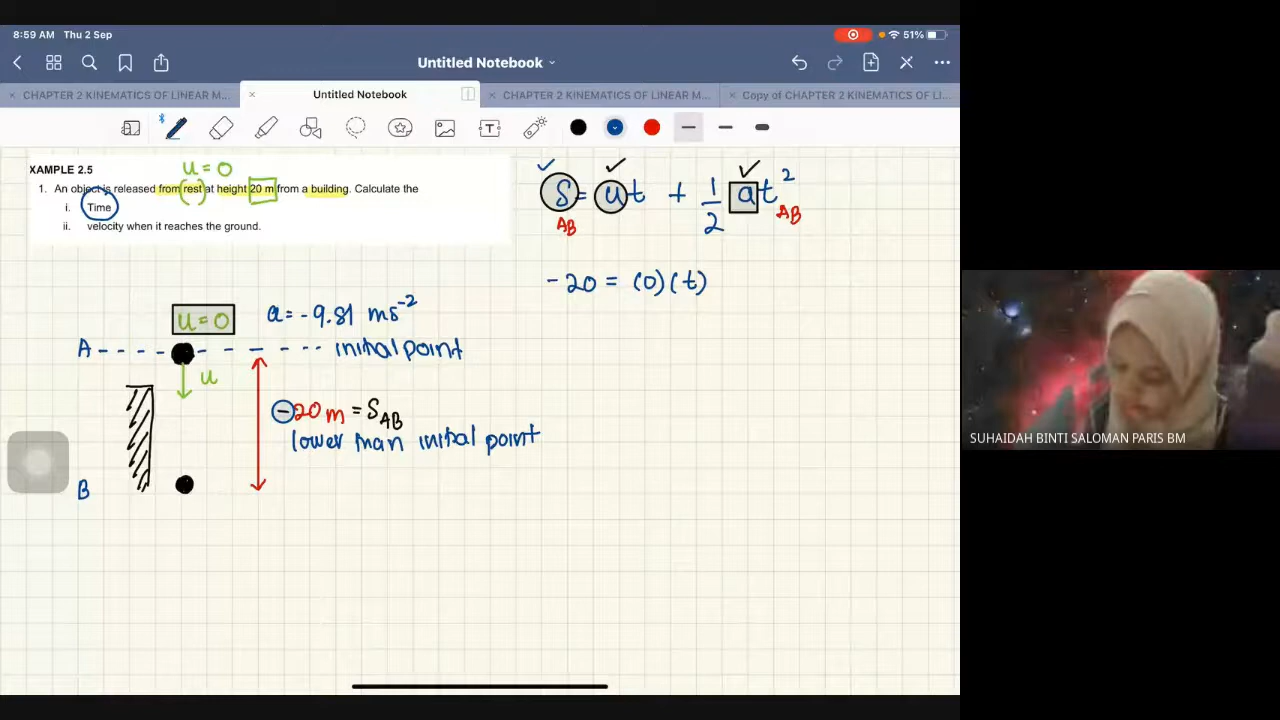 8:59 AM Thu 2 Sep
51%
Untitled Notebook
CHAPTER 2 KINEMATICS OF LINEAR M...
Untitled Notebook
CHAPTER 2 KINEMATICS OF LINEAR M...
Copy of CHAPTER 2 KINEMATICS OF LI...
XAMPLE 2.5
u = 0
1. An object is released from rest at height 20 m from a building. Calculate the
i. Time
ii. velocity when it reaches the ground.
S = ut + 1/2 at²
AB AB
-20 = (0)(t)
u = 0 a = -9.81 ms⁻²
A initial point
u
-20 m = S_AB
lower than initial point
B
SUHAIDAH BINTI SALOMAN PARIS BM